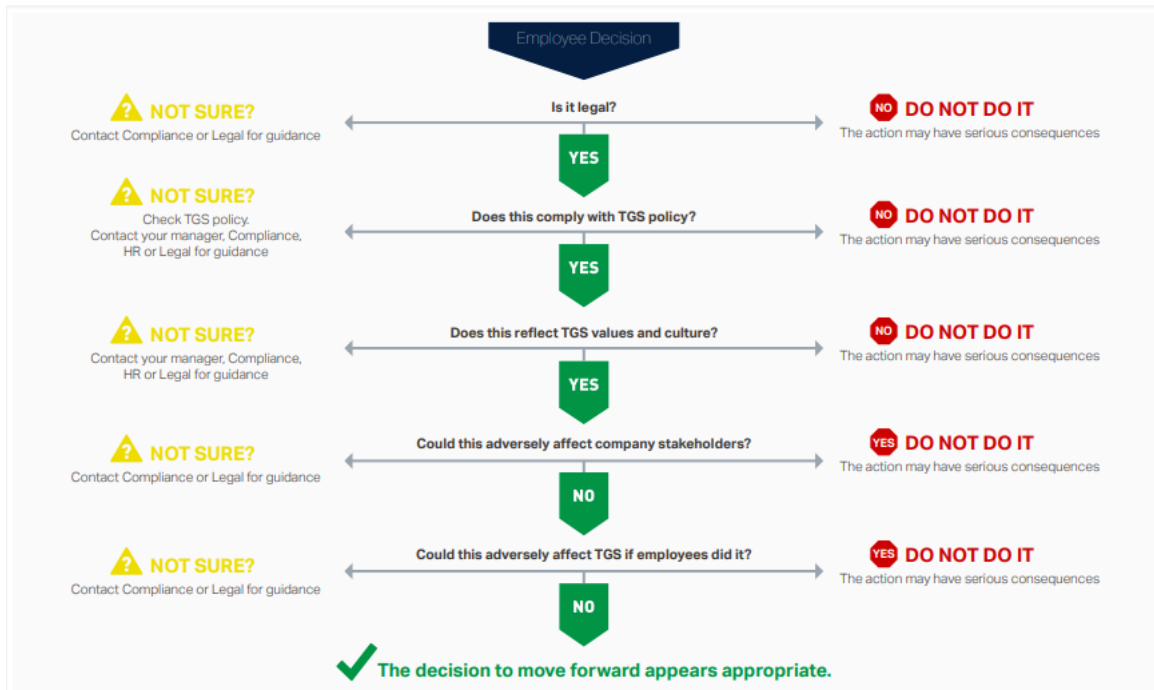 Employee Decision
Is it legal?
? NOT SURE?
Contact Compliance or Legal for guidance
NO DO NOT DO IT
The action may have serious consequences
YES
Does this comply with TGS policy?
? NOT SURE?
Check TGS policy.
Contact your manager, Compliance,
HR or Legal for guidance
NO DO NOT DO IT
The action may have serious consequences
YES
Does this reflect TGS values and culture?
? NOT SURE?
Contact your manager, Compliance,
HR or Legal for guidance
NO DO NOT DO IT
The action may have serious consequences
YES
Could this adversely affect company stakeholders?
? NOT SURE?
Contact Compliance or Legal for guidance
YES DO NOT DO IT
The action may have serious consequences
NO
Could this adversely affect TGS if employees did it?
? NOT SURE?
Contact Compliance or Legal for guidance
YES DO NOT DO IT
The action may have serious consequences
NO
The decision to move forward appears appropriate.